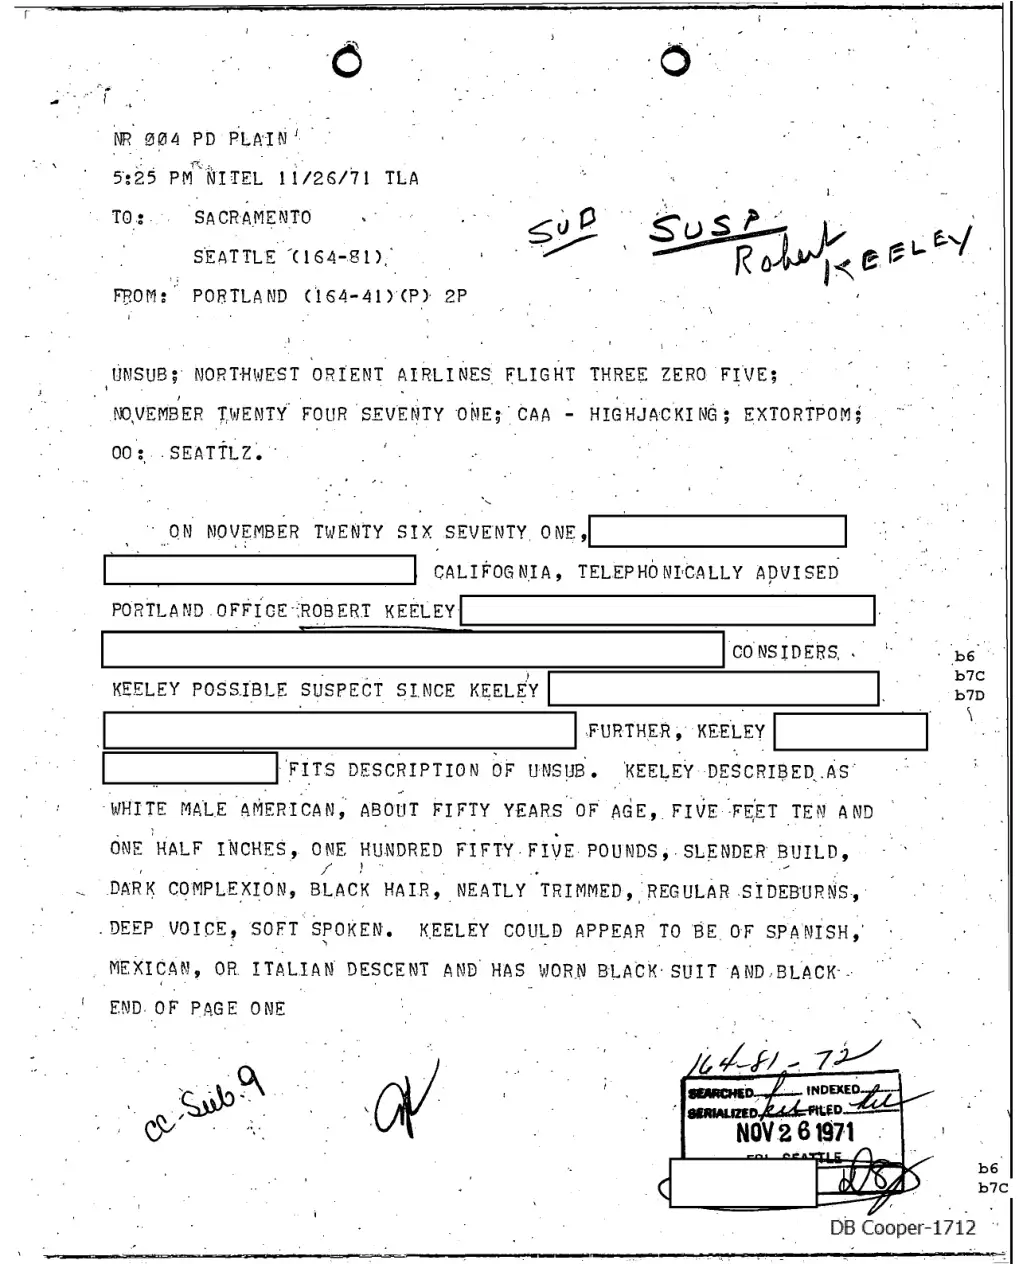 NR 004 PD PLAIN
5:25 PM NITEL 11/26/71 TLA
TO: SACRAMENTO
SEATTLE (164-81)
FROM: PORTLAND (164-41)(P) 2P
SUB SUSP
Robert
KEELEY
UNSUB; NORTHWEST ORIENT AIRLINES FLIGHT THREE ZERO FIVE;
NOVEMBER TWENTY FOUR SEVENTY ONE; CAA - HIGHJACKING; EXTORTPOM;
OO: SEATTLZ.
ON NOVEMBER TWENTY SIX SEVENTY ONE,
CALIFOGNIA, TELEPHONICALLY ADVISED
PORTLAND OFFICE ROBERT KEELEY
CONSIDERS
KEELEY POSSIBLE SUSPECT SINCE KEELEY
FURTHER, KEELEY
FITS DESCRIPTION OF UNSUB. KEELEY DESCRIBED AS
WHITE MALE AMERICAN, ABOUT FIFTY YEARS OF AGE, FIVE FEET TEN AND
ONE HALF INCHES, ONE HUNDRED FIFTY FIVE POUNDS, SLENDER BUILD,
DARK COMPLEXION, BLACK HAIR, NEATLY TRIMMED, REGULAR SIDEBURNS,
DEEP VOICE, SOFT SPOKEN. KEELEY COULD APPEAR TO BE OF SPANISH,
MEXICAN, OR ITALIAN DESCENT AND HAS WORN BLACK SUIT AND BLACK
END OF PAGE ONE
b6
b7C
b7D
CC-Sub.9
164-81-72
SEARCHED INDEXED
SERIALIZED FILED
NOV 26 1971
FBI SEATTLE
b6
b7C
DB Cooper-1712